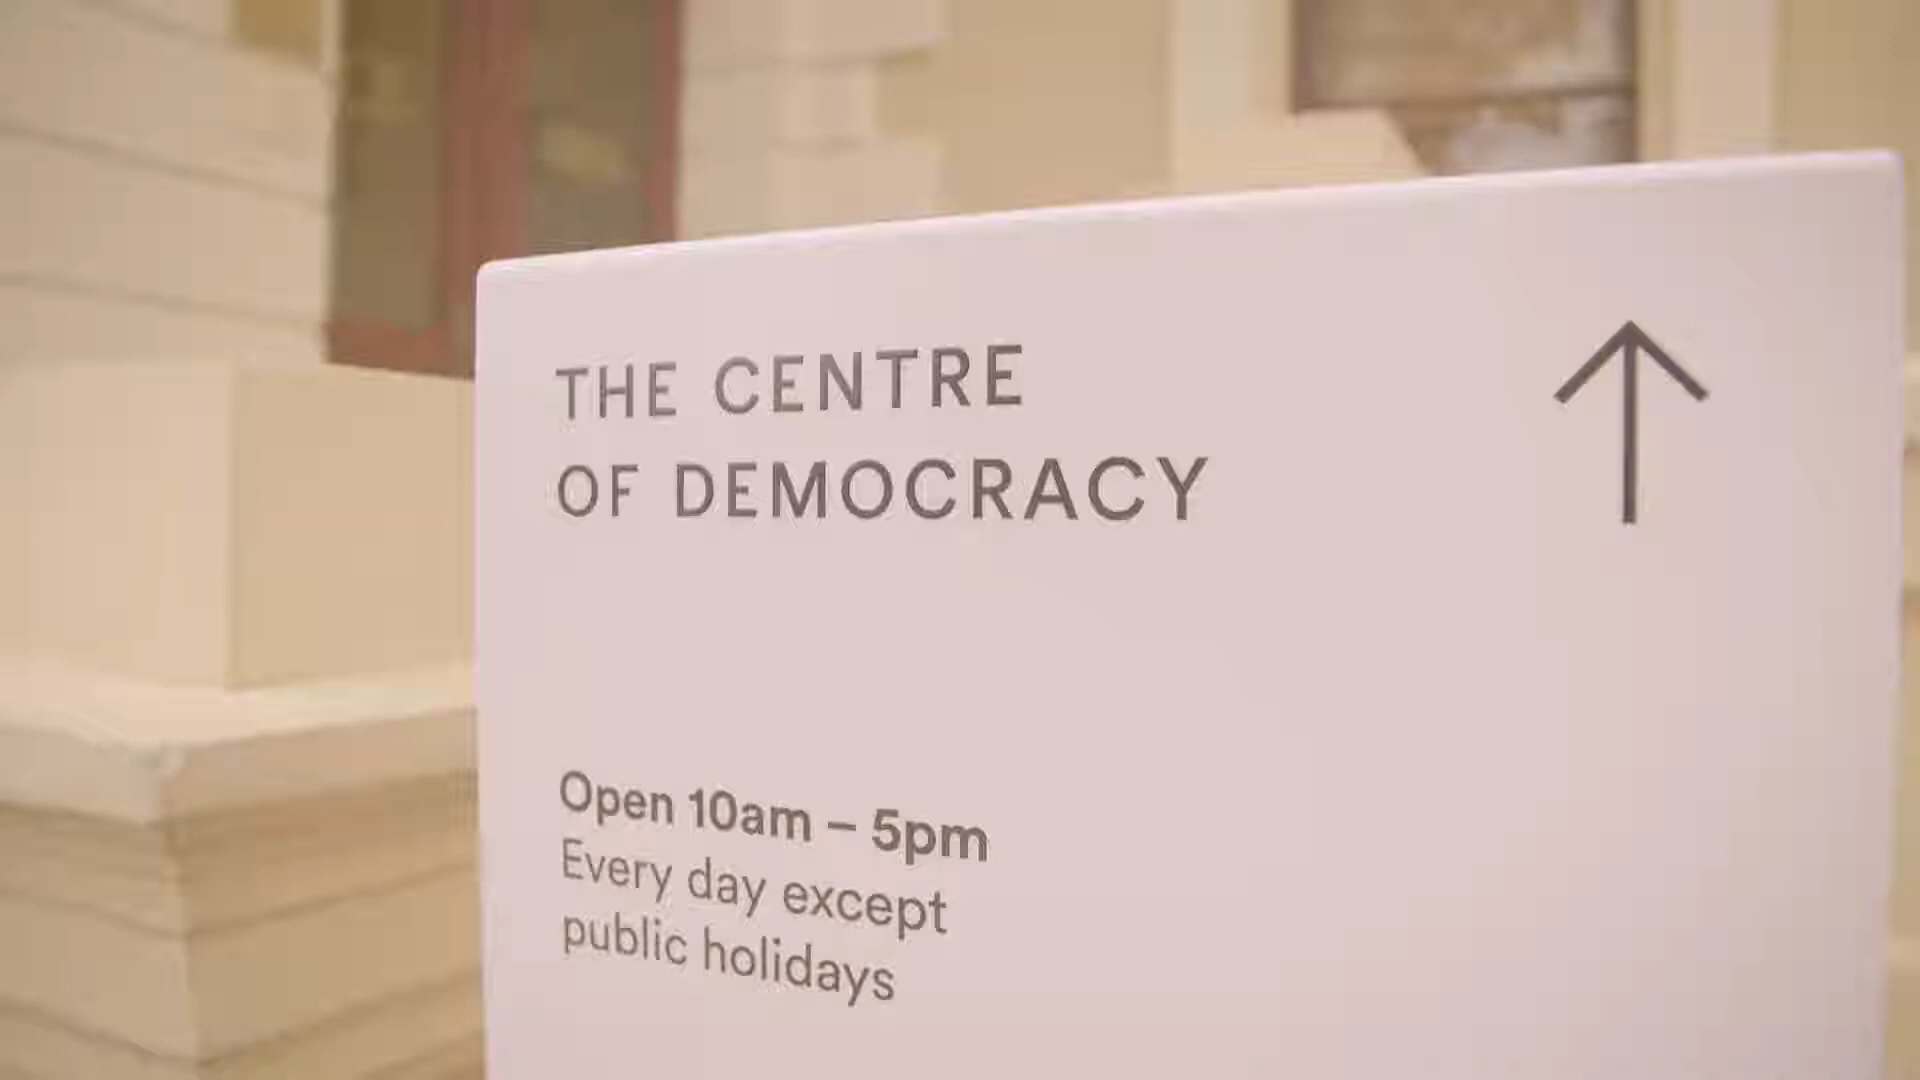 THE CENTRE
OF DEMOCRACY
Open 10am – 5pm
Every day except
public holidays